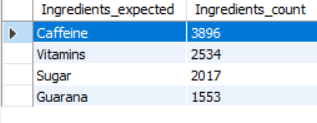 Ingredients_expected Ingredients_count
Caffeine 3896
Vitamins 2534
Sugar 2017
Guarana 1553